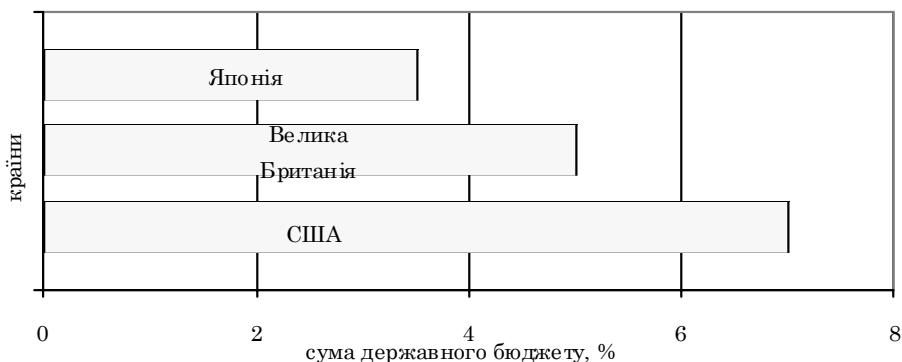 Японія
Велика
Британія
США
країни
0 2 4 6 8
сума державного бюджету, %